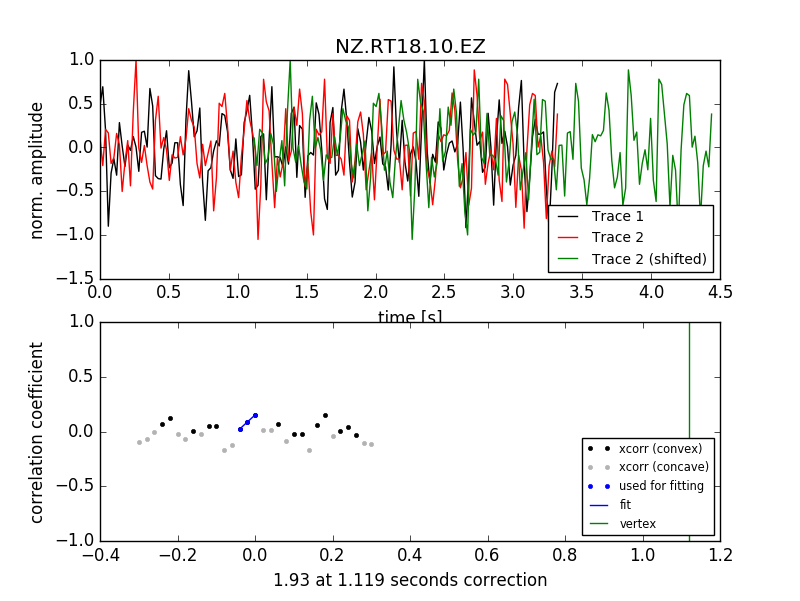 NZ.RT18.10.EZ
1.0
0.5
0.0
−0.5
−1.0
−1.5
norm. amplitude
Trace 1
Trace 2
Trace 2 (shifted)
0.0 0.5 1.0 1.5 2.0 2.5 3.0 3.5 4.0 4.5
time [s]
1.0
0.5
0.0
−0.5
−1.0
correlation coefficient
xcorr (convex)
xcorr (concave)
used for fitting
fit
vertex
−0.4 −0.2 0.0 0.2 0.4 0.6 0.8 1.0 1.2
1.93 at 1.119 seconds correction